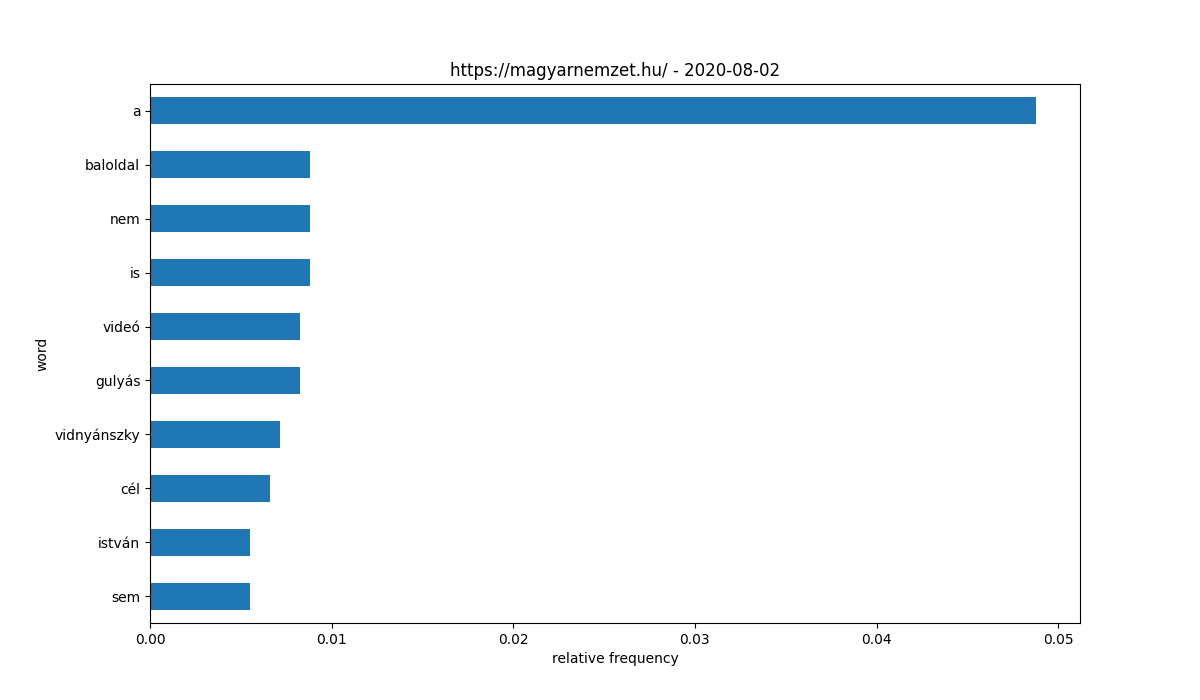 https://magyarnemzet.hu/ - 2020-08-02
a
baloldal
nem
is
videó
gulyás
vidnyánszky
cél
istván
sem
word
0.00 0.01 0.02 0.03 0.04 0.05
relative frequency